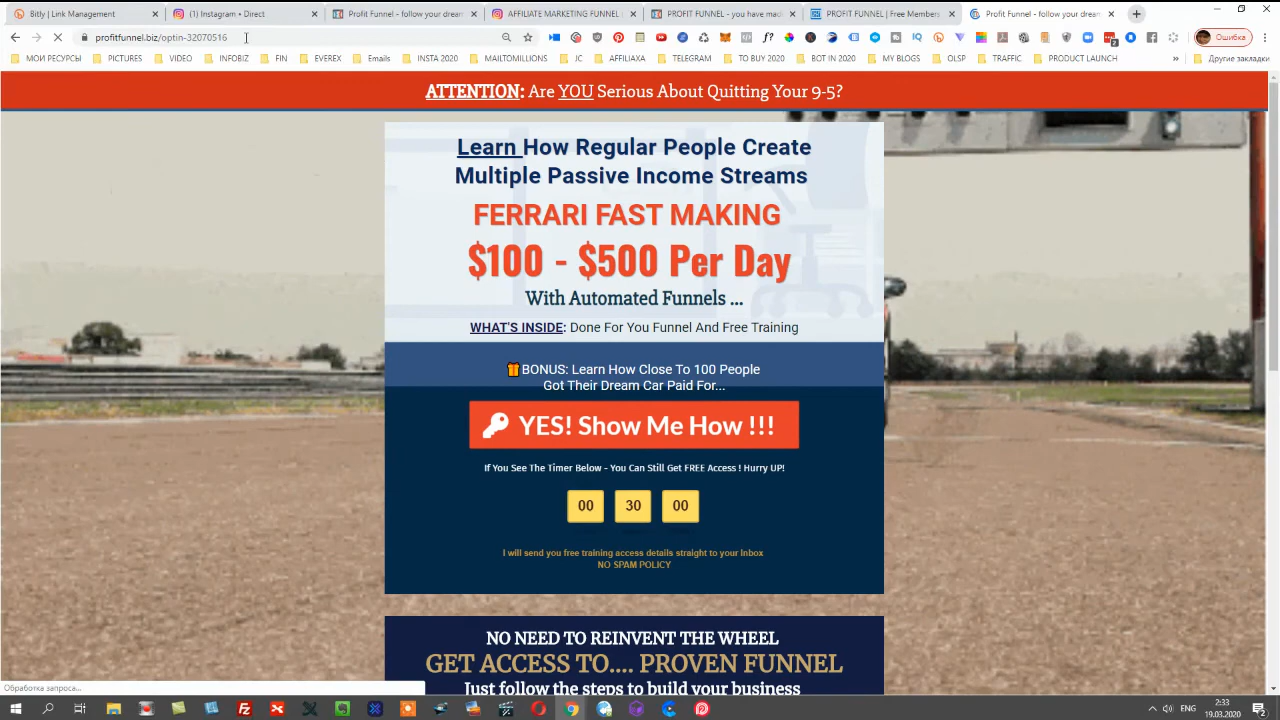 Bitly | Link Management
(1) Instagram • Direct
Profit Funnel - follow your dream
AFFILIATE MARKETING FUNNEL
PROFIT FUNNEL - you have mad
PROFIT FUNNEL | Free Members
Profit Funnel - follow your dream
profitfunnel.biz/optin-32070516
Ошибка
МОИ РЕСУРСЫ
PICTURES
VIDEO
INFOBIZ
FIN
EVEREX
Emails
INSTA 2020
MAILTOMILLIONS
JC
AFFILIAXA
TELEGRAM
TO BUY 2020
BOT IN 2020
MY BLOGS
OLSP
TRAFFIC
PRODUCT LAUNCH
»
Другие закладки
ATTENTION: Are YOU Serious About Quitting Your 9-5?
Learn How Regular People Create
Multiple Passive Income Streams
FERRARI FAST MAKING
$100 - $500 Per Day
With Automated Funnels ...
WHAT'S INSIDE: Done For You Funnel And Free Training
BONUS: Learn How Close To 100 People
Got Their Dream Car Paid For...
YES! Show Me How !!!
If You See The Timer Below - You Can Still Get FREE Access ! Hurry UP!
00 30 00
I will send you free training access details straight to your Inbox
NO SPAM POLICY
NO NEED TO REINVENT THE WHEEL
GET ACCESS TO.... PROVEN FUNNEL
Just follow the steps to build your business
Обработка запроса...
ENG
2:33
19.03.2020
2